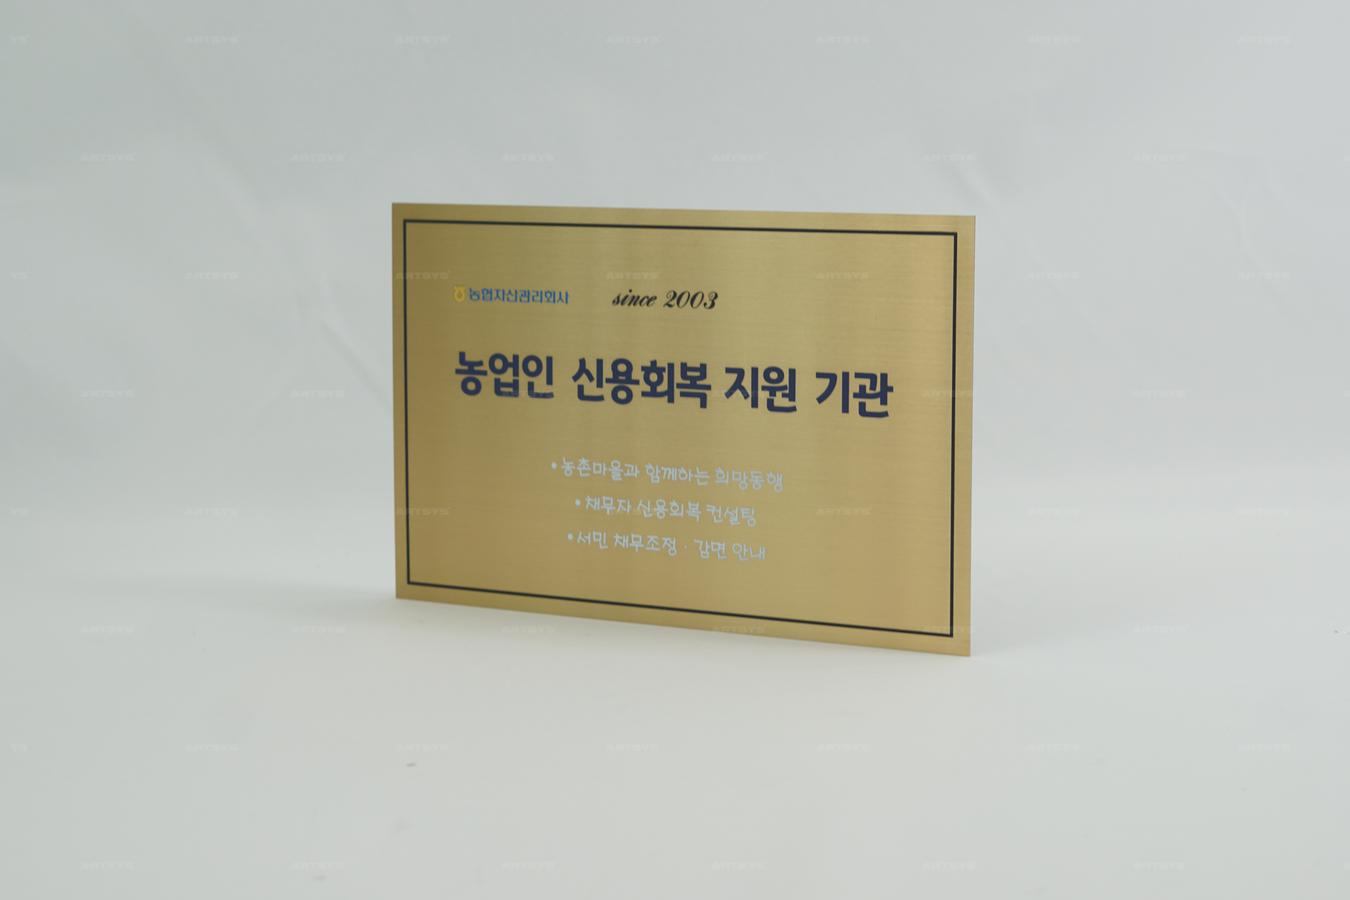 농협자산관리회사 since 2003
농업인 신용회복 지원 기관
•농촌마을과 함께하는 희망동행
•채무자 신용회복 컨설팅
•서민 채무조정 · 감면 안내
ARTSYS